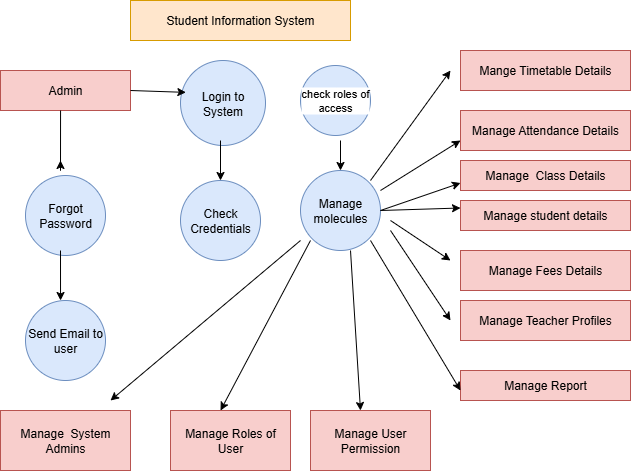 Student Information System
Admin
Login to
System
check roles of
access
Mange Timetable Details
Manage Attendance Details
Manage  Class Details
Manage student details
Forgot
Password
Check
Credentials
Manage
molecules
Manage Fees Details
Manage Teacher Profiles
Send Email to
user
Manage Report
Manage  System
Admins
Manage Roles of
User
Manage User
Permission